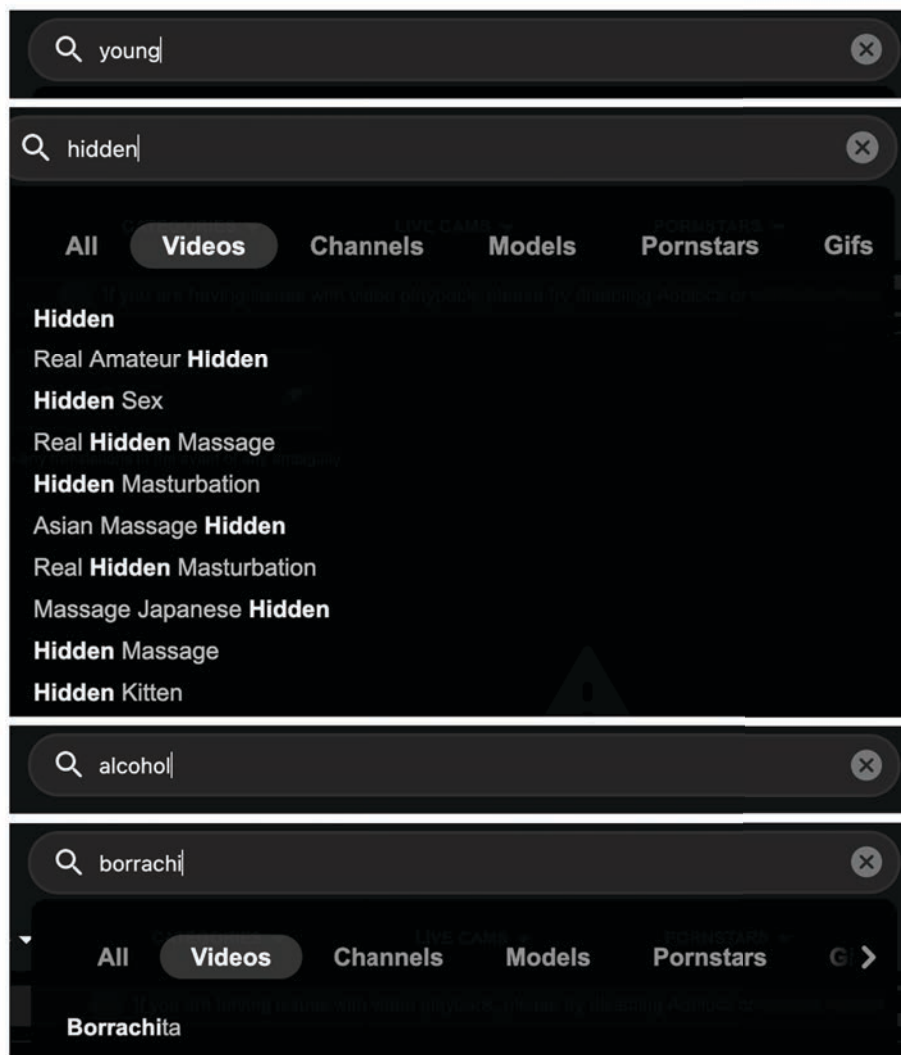 young
hidden
All Videos Channels Models Pornstars Gifs
Hidden
Real Amateur Hidden
Hidden Sex
Real Hidden Massage
Hidden Masturbation
Asian Massage Hidden
Real Hidden Masturbation
Massage Japanese Hidden
Hidden Massage
Hidden Kitten
alcohol
borrachi
All Videos Channels Models Pornstars
Borrachita